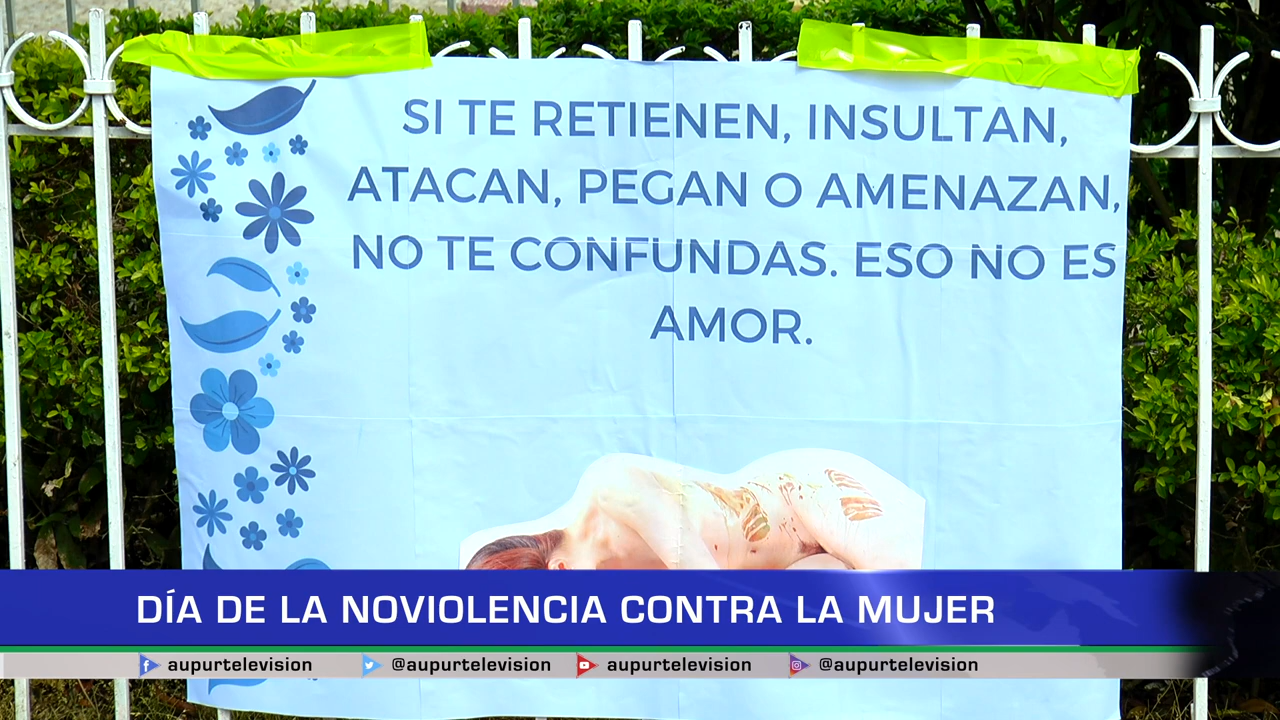 SI TE RETIENEN, INSULTAN,
ATACAN, PEGAN O AMENAZAN,
NO TE CONFUNDAS. ESO NO ES
AMOR.
DÍA DE LA NOVIOLENCIA CONTRA LA MUJER
aupurtelevision @aupurtelevision aupurtelevision @aupurtelevision